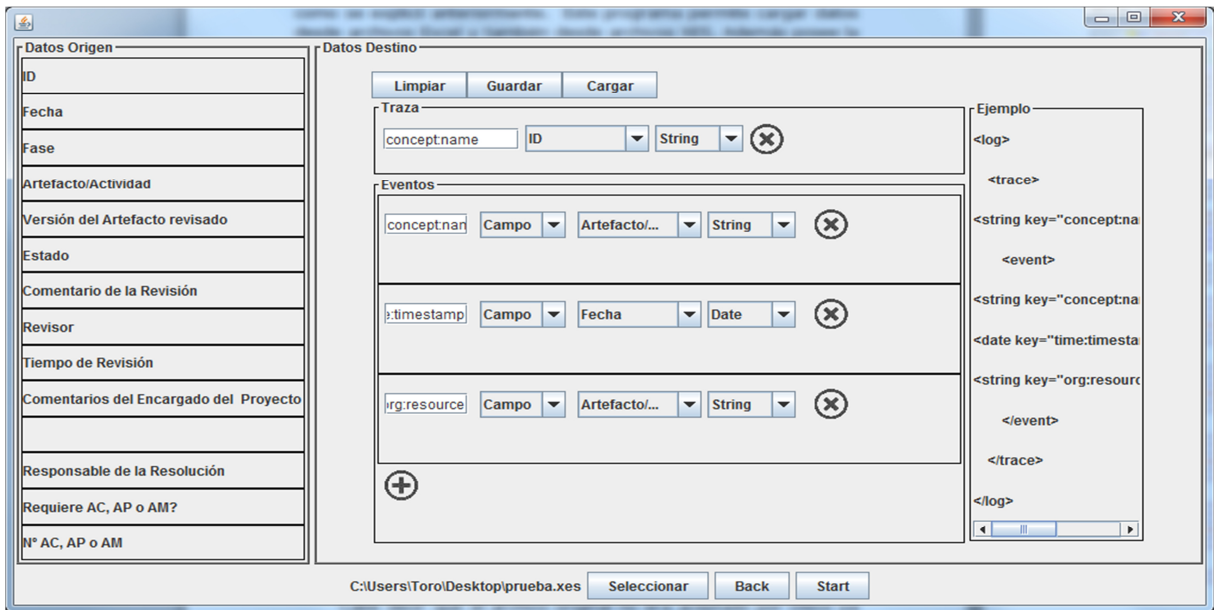 Datos Origen
ID
Fecha
Fase
Artefacto/Actividad
Versión del Artefacto revisado
Estado
Comentario de la Revisión
Revisor
Tiempo de Revisión
Comentarios del Encargado del  Proyecto
Responsable de la Resolución
Requiere AC, AP o AM?
Nº AC, AP o AM
Datos Destino
Limpiar Guardar Cargar
Traza
concept:name ID String
Eventos
concept:nan Campo Artefacto/... String
e:timestamp Campo Fecha Date
org:resource Campo Artefacto/... String
Ejemplo
<log>
<trace>
<string key="concept:na
<event>
<string key="concept:na
<date key="time:timesta
<string key="org:resourc
</event>
</trace>
</log>
C:\Users\Toro\Desktop\prueba.xes Seleccionar Back Start